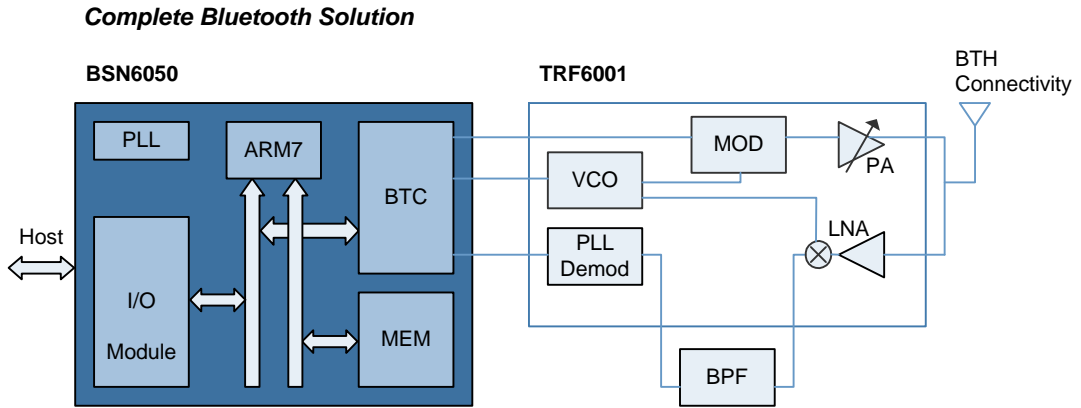 Complete Bluetooth Solution
BSN6050
TRF6001
BTH
Connectivity
PLL
ARM7
BTC
MOD
PA
VCO
Host
LNA
PLL
Demod
I/O
Module
MEM
BPF